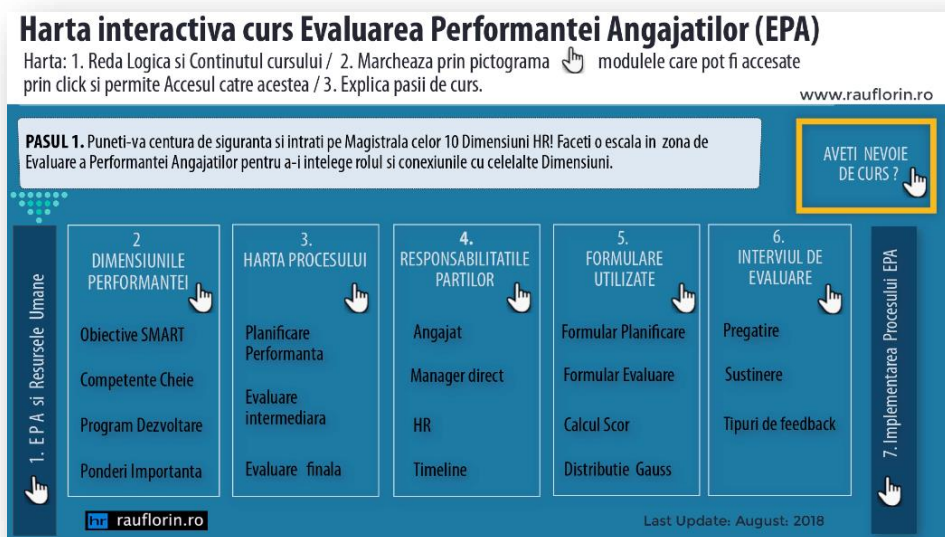 Harta interactiva curs Evaluarea Performantei Angajatilor (EPA)
Harta: 1. Reda Logica si Continutul cursului / 2. Marcheaza prin pictograma modulele care pot fi accesate
prin click si permite Accesul catre acestea / 3. Explica pasii de curs.
www.rauflorin.ro
PASUL 1. Puneti-va centura de siguranta si intrati pe Magistrala celor 10 Dimensiuni HR! Faceti o escala in zona de
Evaluare a Performantei Angajatilor pentru a-i intelege rolul si conexiunile cu celelalte Dimensiuni.
AVETI NEVOIE
DE CURS ?
1. EPA si Resursele Umane
2
DIMENSIUNILE
PERFORMANTEI
Obiective SMART
Competente Cheie
Program Dezvoltare
Ponderi Importanta
3.
HARTA PROCESULUI
Planificare
Performanta
Evaluare
intermediara
Evaluare finala
4.
RESPONSABILITATILE
PARTILOR
Angajat
Manager direct
HR
Timeline
5.
FORMULARE
UTILIZATE
Formular Planificare
Formular Evaluare
Calcul Scor
Distributie Gauss
6.
INTERVIUL DE
EVALUARE
Pregatire
Sustinere
Tipuri de feedback
7. Implementarea Procesului EPA
hr rauflorin.ro
Last Update: August: 2018